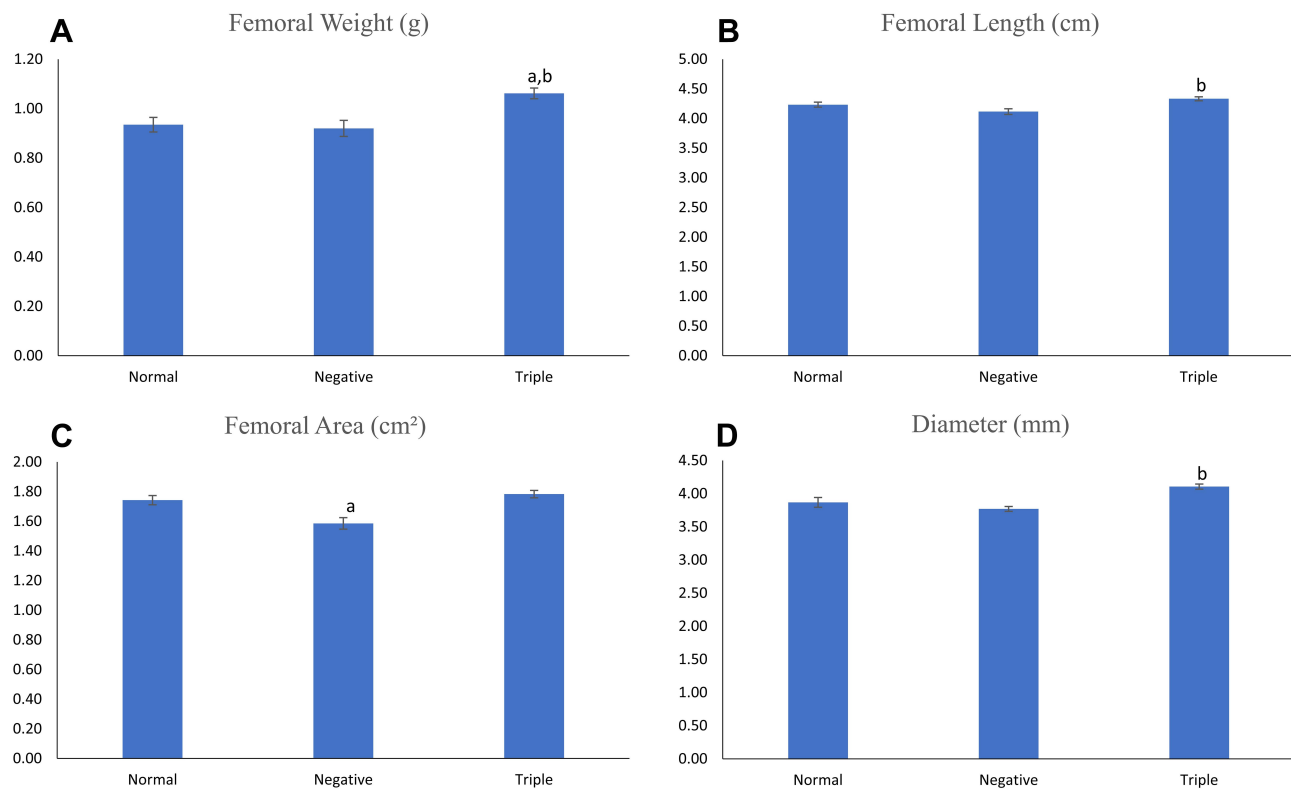 A
Femoral Weight (g)
1.20
1.00
0.80
0.60
0.40
0.20
0.00
a,b
Normal
Negative
Triple
B
Femoral Length (cm)
5.00
4.50
4.00
3.50
3.00
2.50
2.00
1.50
1.00
0.50
0.00
b
Normal
Negative
Triple
C
Femoral Area (cm²)
2.00
1.80
1.60
1.40
1.20
1.00
0.80
0.60
0.40
0.20
0.00
a
Normal
Negative
Triple
D
Diameter (mm)
4.50
4.00
3.50
3.00
2.50
2.00
1.50
1.00
0.50
0.00
b
Normal
Negative
Triple